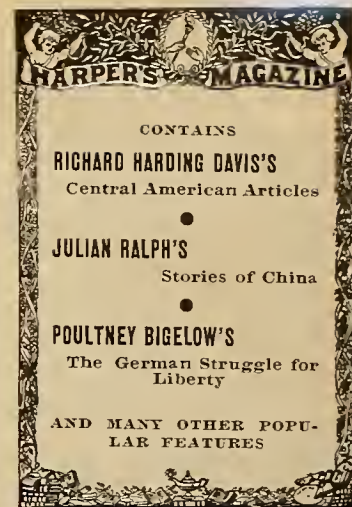 HARPER'S MAGAZINE
CONTAINS
RICHARD HARDING DAVIS'S
Central American Articles
JULIAN RALPH'S
Stories of China
POULTNEY BIGELOW'S
The German Struggle for
Liberty
AND MANY OTHER POPU-
LAR FEATURES